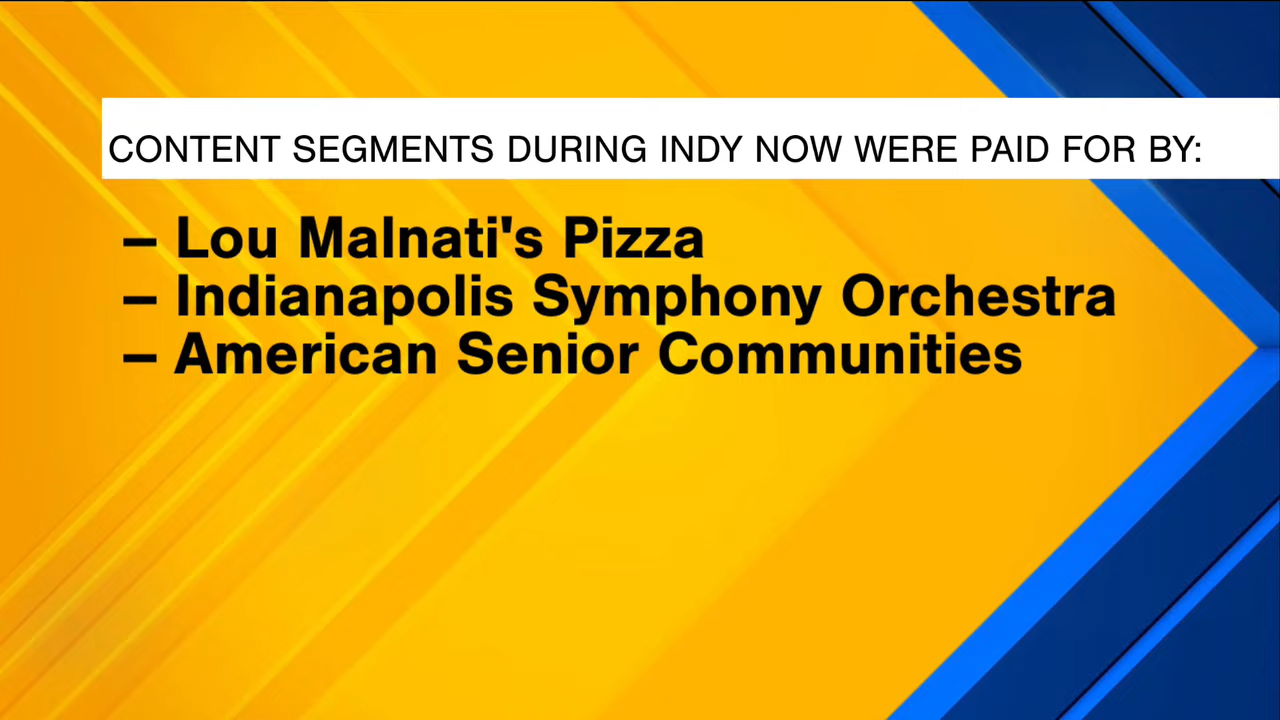 CONTENT SEGMENTS DURING INDY NOW WERE PAID FOR BY:
– Lou Malnati's Pizza
– Indianapolis Symphony Orchestra
– American Senior Communities